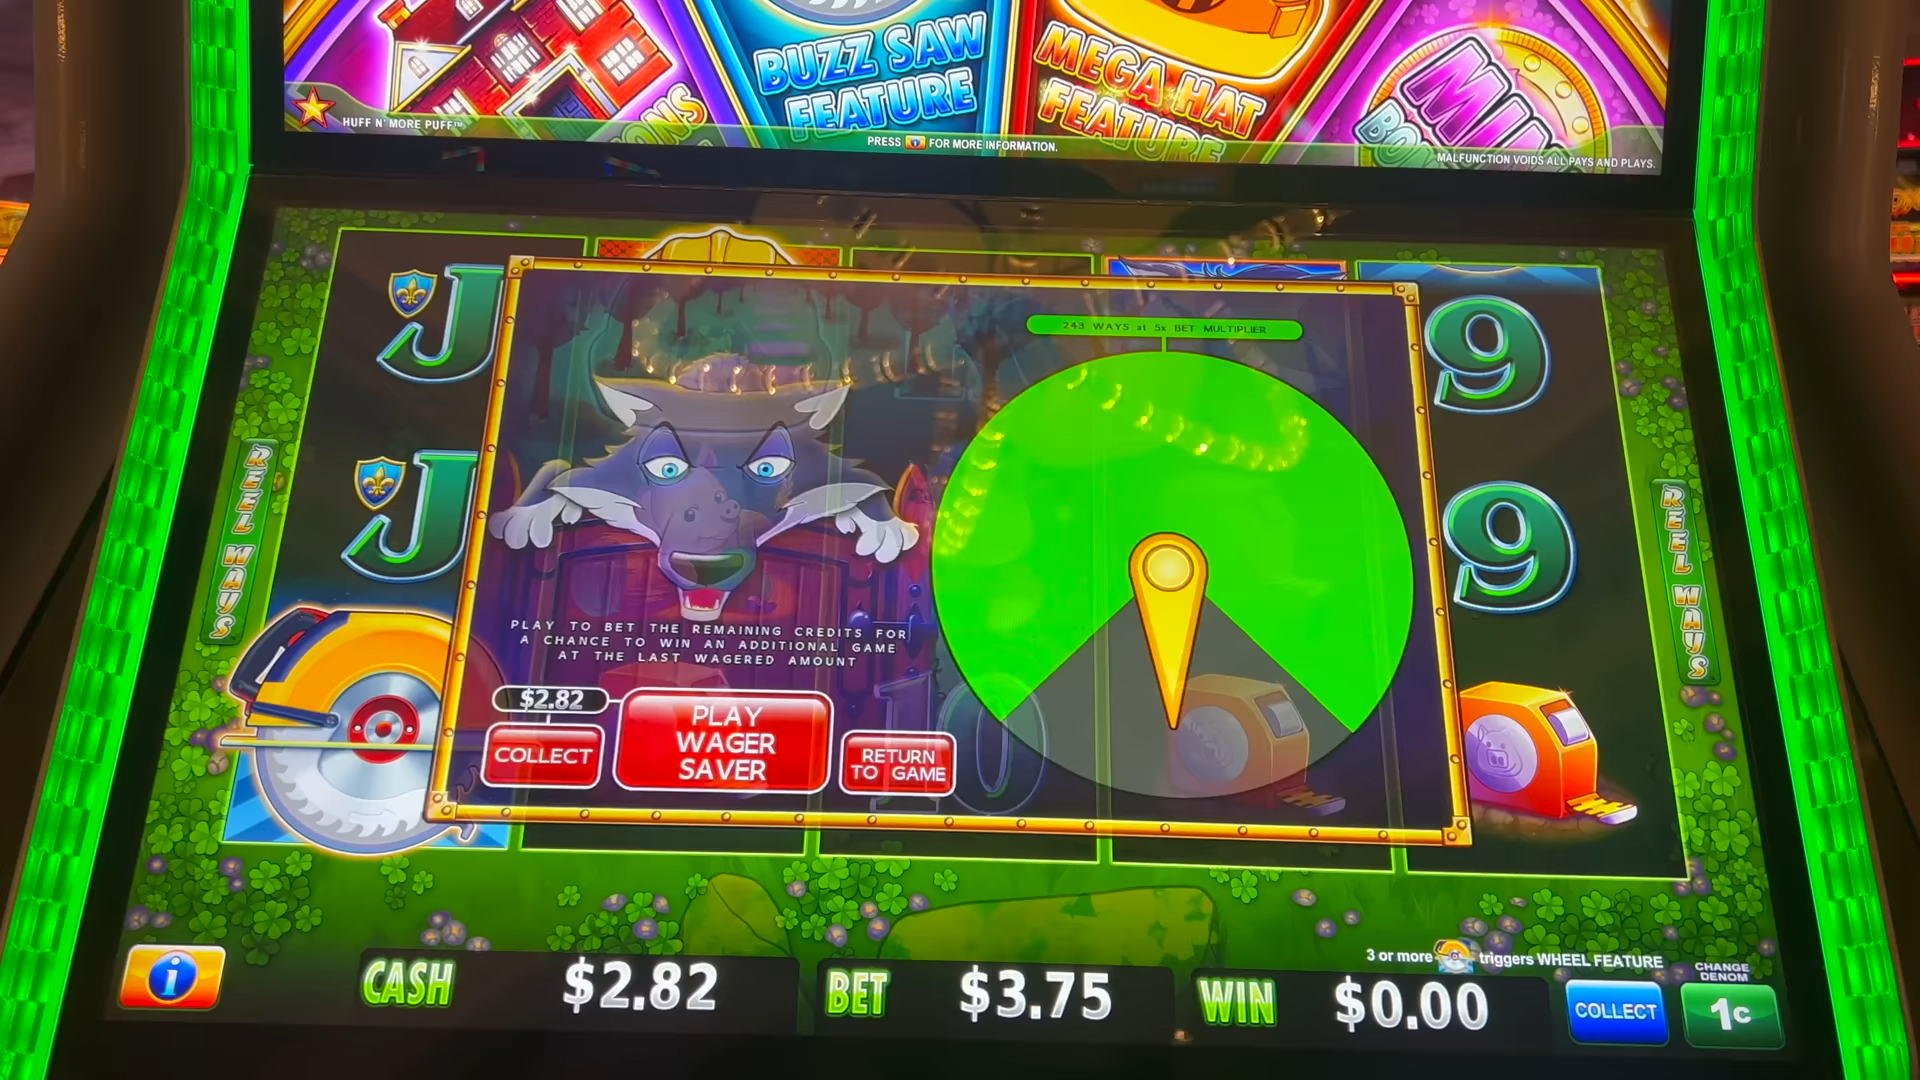 BUZZ SAW
FEATURE
MEGA HAT
FEATURE
HUFF N' MORE PUFF™
PRESS i FOR MORE INFORMATION.
MALFUNCTION VOIDS ALL PAYS AND PLAYS.
J
9
243 WAYS at 5x BET MULTIPLIER
J
9
REEL WAYS
REEL WAYS
PLAY TO BET THE REMAINING CREDITS FOR
A CHANCE TO WIN AN ADDITIONAL GAME
AT THE LAST WAGERED AMOUNT
$2.82
COLLECT
PLAY
WAGER
SAVER
RETURN
TO GAME
10
3 or more triggers WHEEL FEATURE
CHANGE
DENOM
i
CASH $2.82
BET $3.75
WIN $0.00
COLLECT
1¢